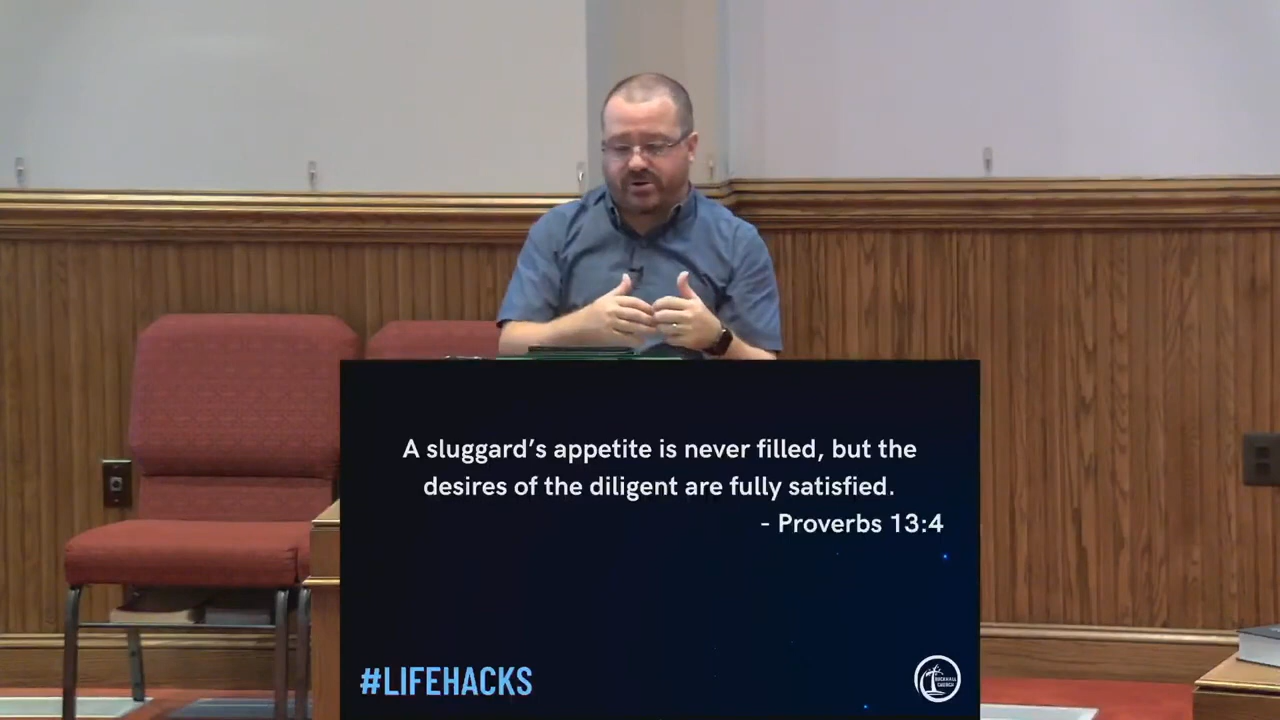 A sluggard’s appetite is never filled, but the
desires of the diligent are fully satisfied.
- Proverbs 13:4
#LIFEHACKS